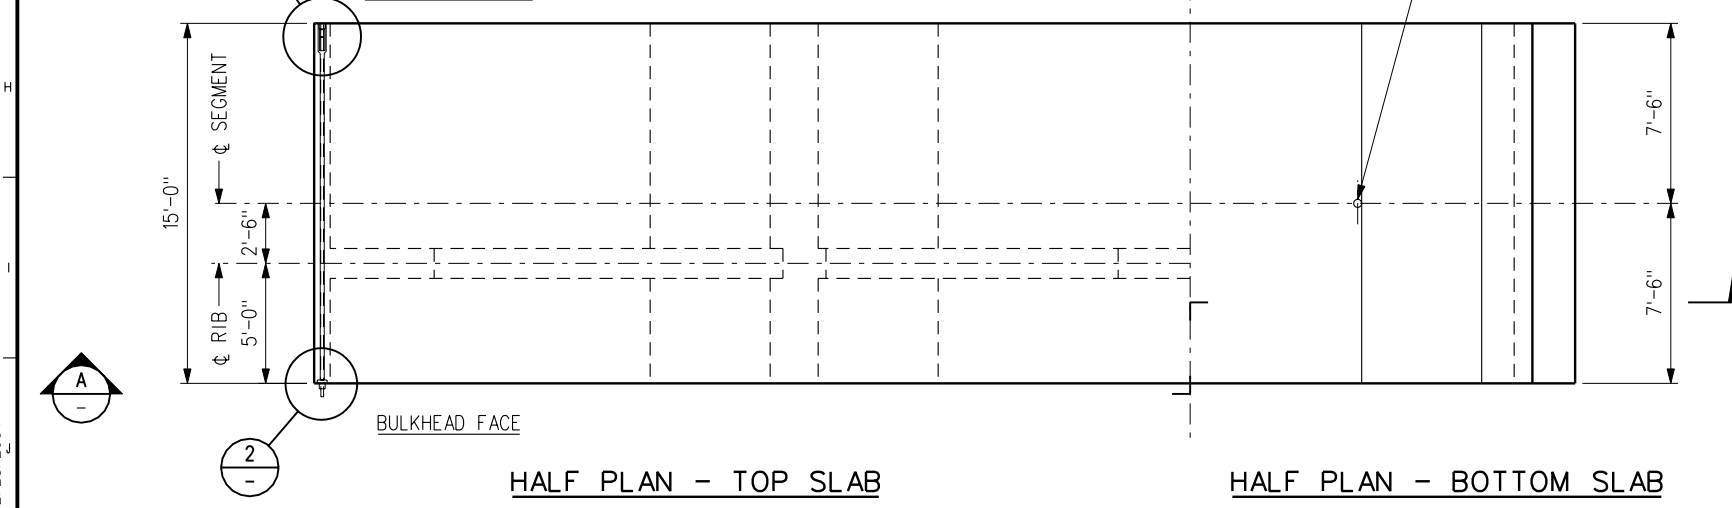 H
℄ SEGMENT
15'-0"
2'-6"
℄ RIB
5'-0"
7'-6"
7'-6"
I
A
-
BULKHEAD FACE
2
-
HALF PLAN - TOP SLAB
HALF PLAN - BOTTOM SLAB